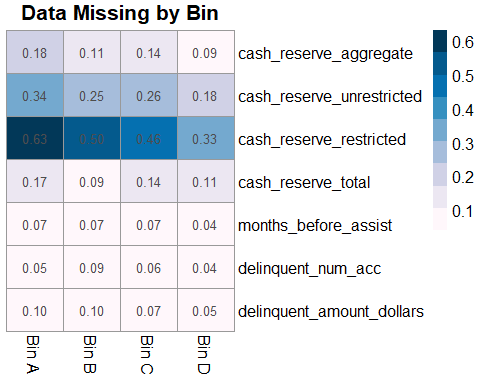 Data Missing by Bin
0.18 0.11 0.14 0.09 cash_reserve_aggregate
0.34 0.25 0.26 0.18 cash_reserve_unrestricted
0.63 0.50 0.46 0.33 cash_reserve_restricted
0.17 0.09 0.14 0.11 cash_reserve_total
0.07 0.07 0.07 0.04 months_before_assist
0.05 0.09 0.06 0.04 delinquent_num_acc
0.10 0.10 0.07 0.05 delinquent_amount_dollars
Bin A Bin B Bin C Bin D
0.6
0.5
0.4
0.3
0.2
0.1